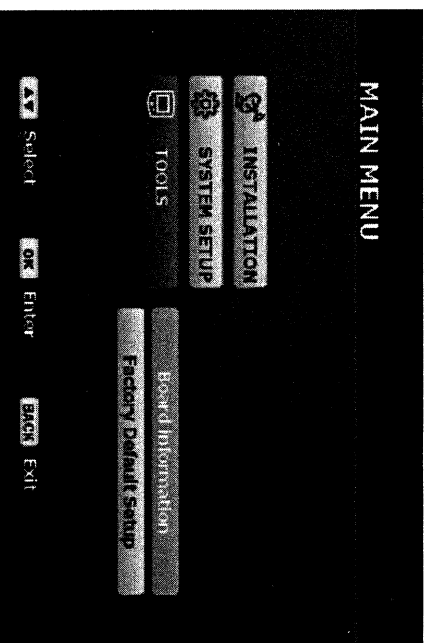 MAIN MENU
INSTALLATION
SYSTEM SETUP
TOOLS
Board Information
Factory Default Setup
▲▼ Select OK Enter BACK Exit